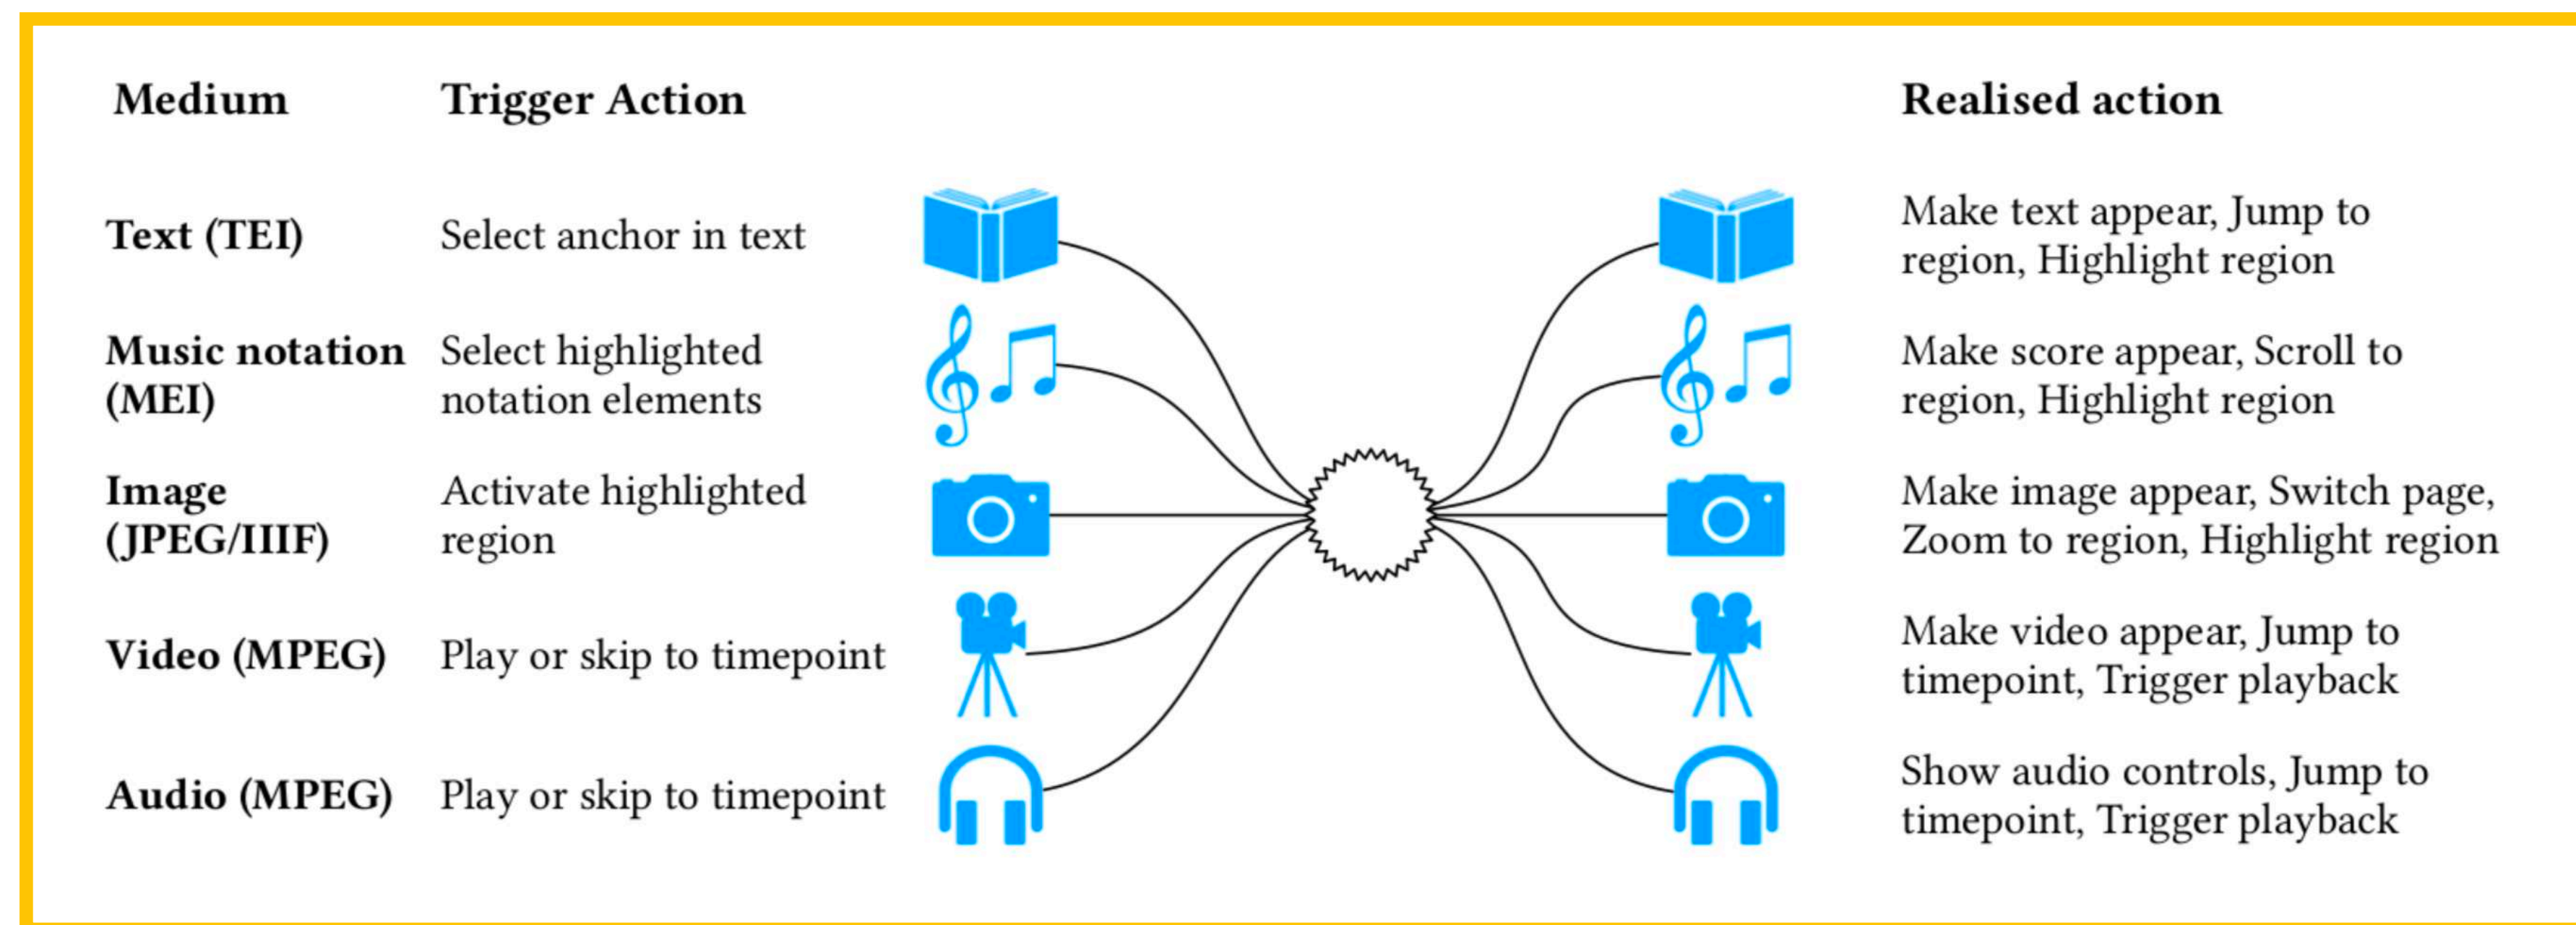 Medium Trigger Action Realised action
Text (TEI) Select anchor in text
Make text appear, Jump to
region, Highlight region
Music notation
(MEI)
Select highlighted
notation elements
Make score appear, Scroll to
region, Highlight region
Image
(JPEG/IIIF)
Activate highlighted
region
Make image appear, Switch page,
Zoom to region, Highlight region
Video (MPEG) Play or skip to timepoint
Make video appear, Jump to
timepoint, Trigger playback
Audio (MPEG) Play or skip to timepoint
Show audio controls, Jump to
timepoint, Trigger playback